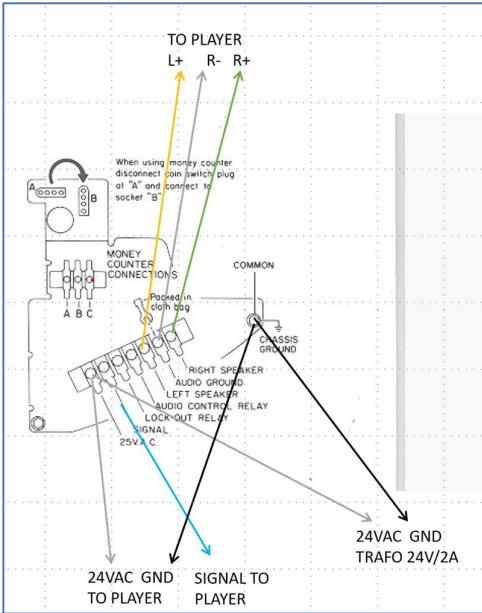 TO PLAYER
L+ R- R+
When using money counter
disconnect coin switch plug
at "A" and connect to
socket "B"
A
B
MONEY
COUNTER
CONNECTIONS
A B C
COMMON
Packed in
cloth bag
CHASSIS
GROUND
RIGHT SPEAKER
AUDIO GROUND
LEFT SPEAKER
AUDIO CONTROL RELAY
LOCK-OUT RELAY
SIGNAL
25V A.C.
24VAC GND
TRAFO 24V/2A
24VAC GND
TO PLAYER
SIGNAL TO
PLAYER